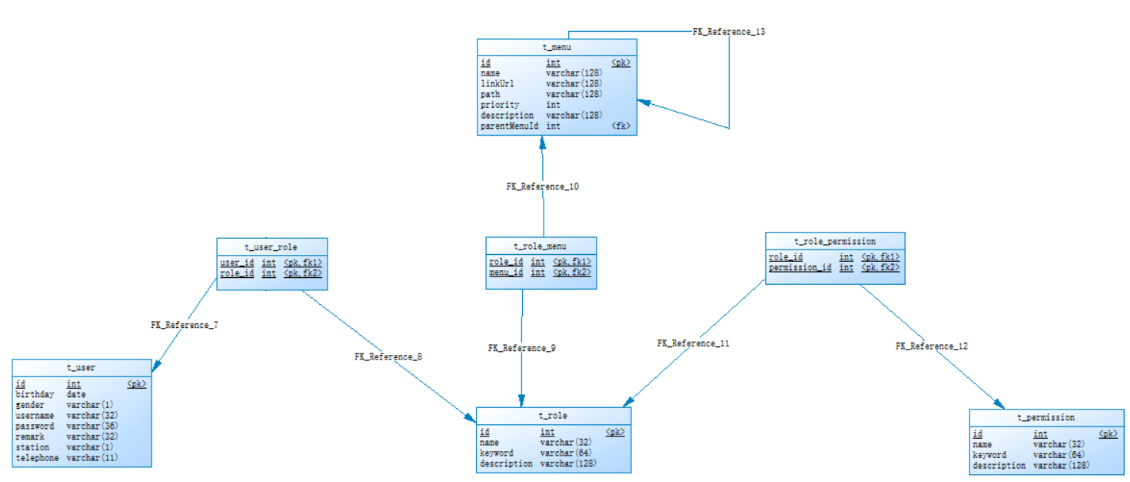 FK_Reference_13
t_menu
id int <pk>
name varchar(128)
linkUrl varchar(128)
path varchar(128)
priority int
description varchar(128)
parentMenuId int <fk>
FK_Reference_10
t_user_role
user_id int <pk,fk1>
role_id int <pk,fk2>
t_role_menu
role_id int <pk,fk1>
menu_id int <pk,fk2>
t_role_permission
role_id int <pk,fk1>
permission_id int <pk,fk2>
FK_Reference_7
FK_Reference_8
FK_Reference_9
FK_Reference_11
FK_Reference_12
t_user
id int <pk>
birthday date
gender varchar(1)
username varchar(32)
password varchar(36)
remark varchar(32)
station varchar(1)
telephone varchar(11)
t_role
id int <pk>
name varchar(32)
keyword varchar(64)
description varchar(128)
t_permission
id int <pk>
name varchar(32)
keyword varchar(64)
description varchar(128)